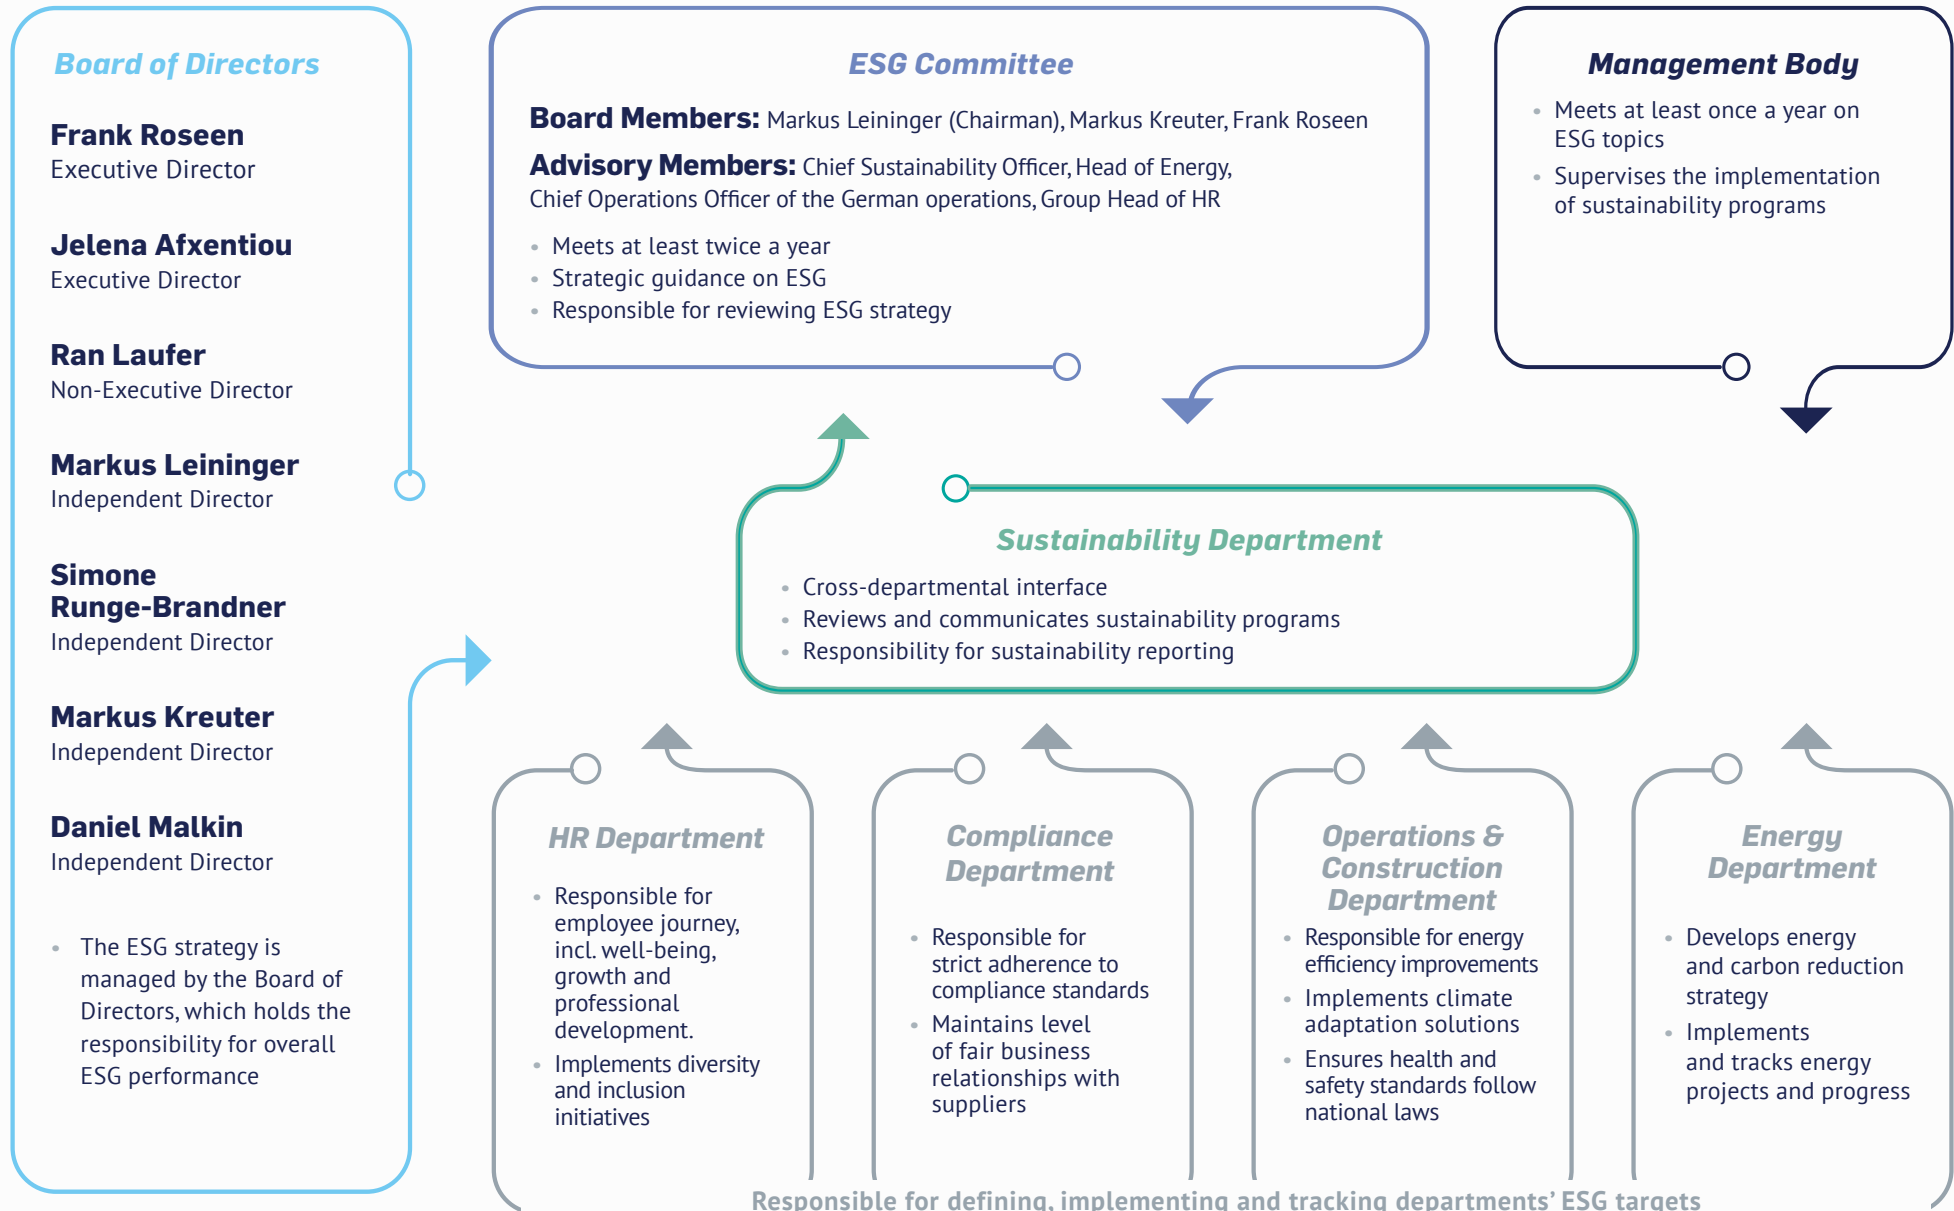 Board of Directors
Frank Roseen
Executive Director
Jelena Afxentiou
Executive Director
Ran Laufer
Non-Executive Director
Markus Leininger
Independent Director
Simone
Runge-Brandner
Independent Director
Markus Kreuter
Independent Director
Daniel Malkin
Independent Director
• The ESG strategy is
managed by the Board of
Directors, which holds the
responsibility for overall
ESG performance
ESG Committee
Board Members: Markus Leininger (Chairman), Markus Kreuter, Frank Roseen
Advisory Members: Chief Sustainability Officer, Head of Energy,
Chief Operations Officer of the German operations, Group Head of HR
• Meets at least twice a year
• Strategic guidance on ESG
• Responsible for reviewing ESG strategy
Management Body
• Meets at least once a year on
ESG topics
• Supervises the implementation
of sustainability programs
Sustainability Department
• Cross-departmental interface
• Reviews and communicates sustainability programs
• Responsibility for sustainability reporting
HR Department
• Responsible for
employee journey,
incl. well-being,
growth and
professional
development.
• Implements diversity
and inclusion
initiatives
Compliance
Department
• Responsible for
strict adherence to
compliance standards
• Maintains level
of fair business
relationships with
suppliers
Operations &
Construction
Department
• Responsible for energy
efficiency improvements
• Implements climate
adaptation solutions
• Ensures health and
safety standards follow
national laws
Energy
Department
• Develops energy
and carbon reduction
strategy
• Implements
and tracks energy
projects and progress
Responsible for defining, implementing and tracking departments’ ESG targets